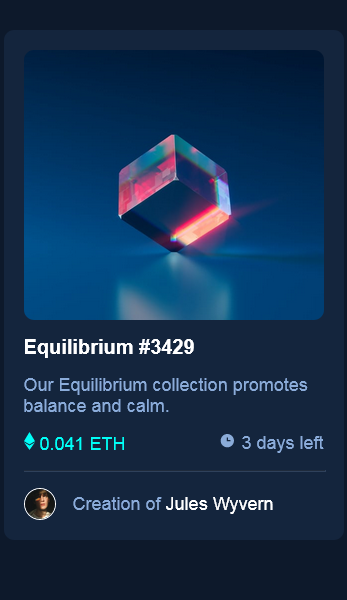 Equilibrium #3429
Our Equilibrium collection promotes
balance and calm.
0.041 ETH
3 days left
Creation of Jules Wyvern